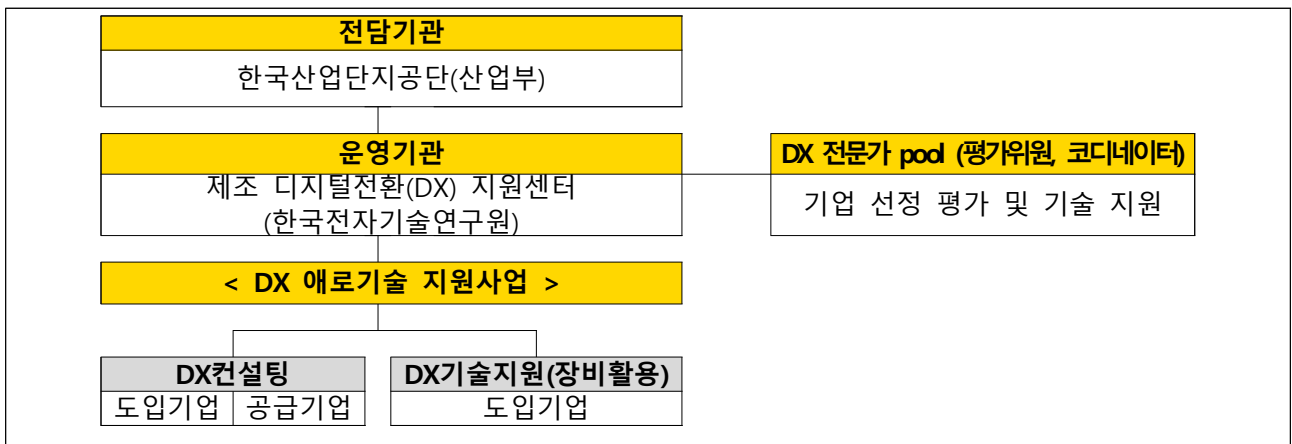 전담기관
한국산업단지공단(산업부)
운영기관
제조 디지털전환(DX) 지원센터
(한국전자기술연구원)
DX 전문가 pool (평가위원, 코디네이터)
기업 선정 평가 및 기술 지원
< DX 애로기술 지원사업 >
DX컨설팅
도입기업 공급기업
DX기술지원(장비활용)
도입기업